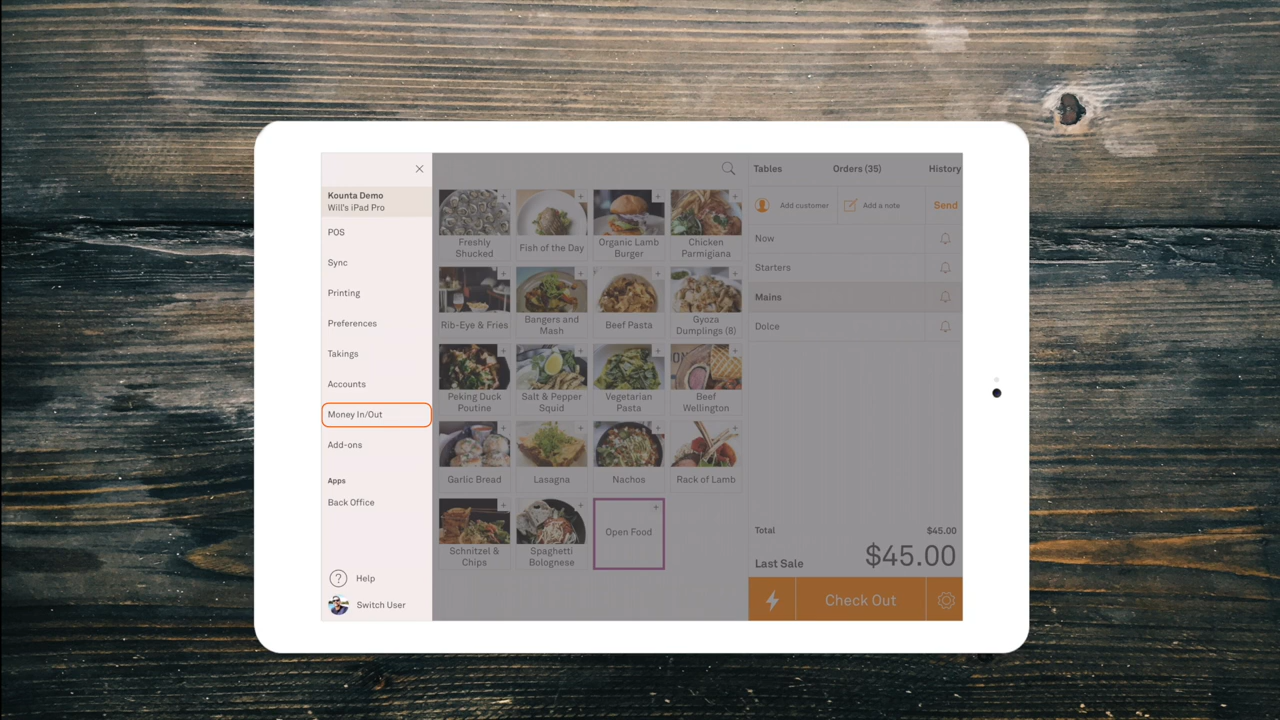 Kounta Demo
Will's iPad Pro
POS
Sync
Printing
Preferences
Takings
Accounts
Money In/Out
Add-ons
Apps
Back Office
Help
Switch User
Freshly
Shucked
Fish of the Day
Organic Lamb
Burger
Chicken
Parmigiana
Rib-Eye & Fries
Bangers and
Mash
Beef Pasta
Gyoza
Dumplings (8)
Peking Duck
Poutine
Salt & Pepper
Squid
Vegetarian
Pasta
Beef
Wellington
Garlic Bread
Lasagna
Nachos
Rack of Lamb
Schnitzel &
Chips
Spaghetti
Bolognese
Open Food
Tables Orders (35) History
Add customer Add a note Send
Now
Starters
Mains
Dolce
Total $45.00
Last Sale $45.00
Check Out